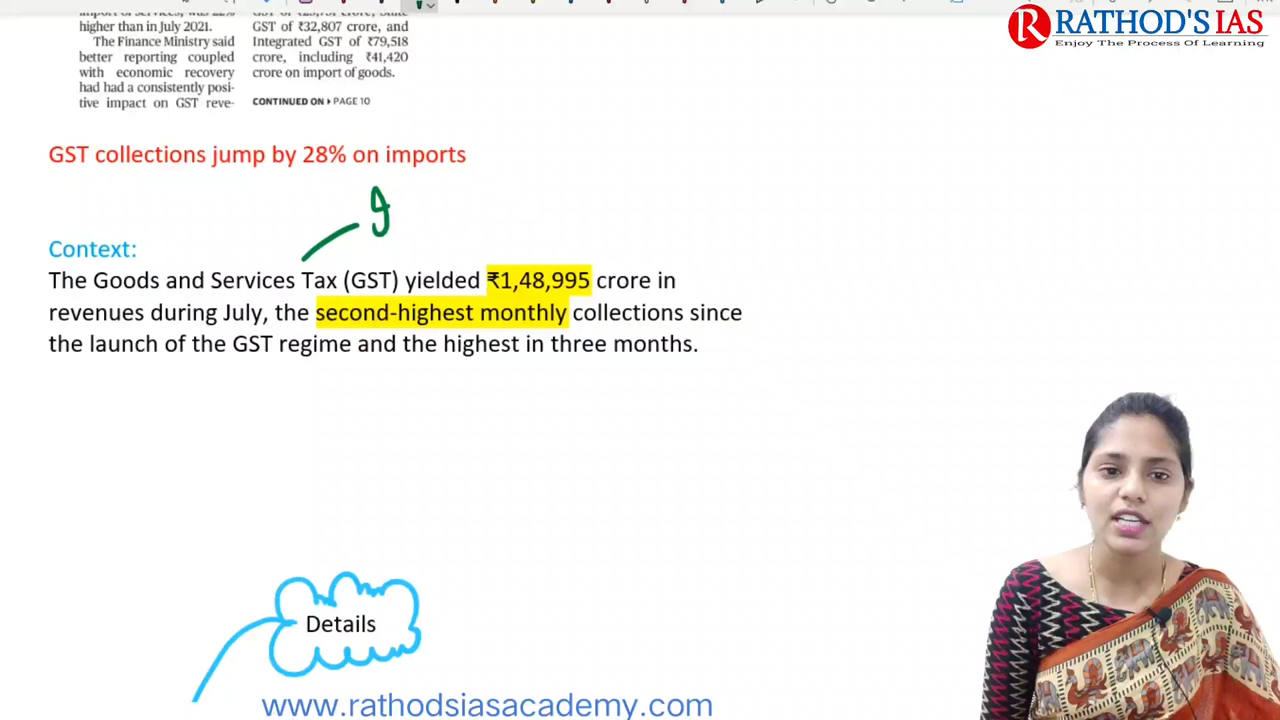 higher than in July 2021.
The Finance Ministry said
better reporting coupled
with economic recovery
had had a consistently posi-
tive impact on GST reve-
GST of ₹32,807 crore, and
Integrated GST of ₹79,518
crore, including ₹41,420
crore on import of goods.
CONTINUED ON ▸ PAGE 10
R RATHOD'S IAS
Enjoy The Process Of Learning
GST collections jump by 28% on imports
Context:
The Goods and Services Tax (GST) yielded ₹1,48,995 crore in
revenues during July, the second-highest monthly collections since
the launch of the GST regime and the highest in three months.
Details
www.rathodsiasacademy.com